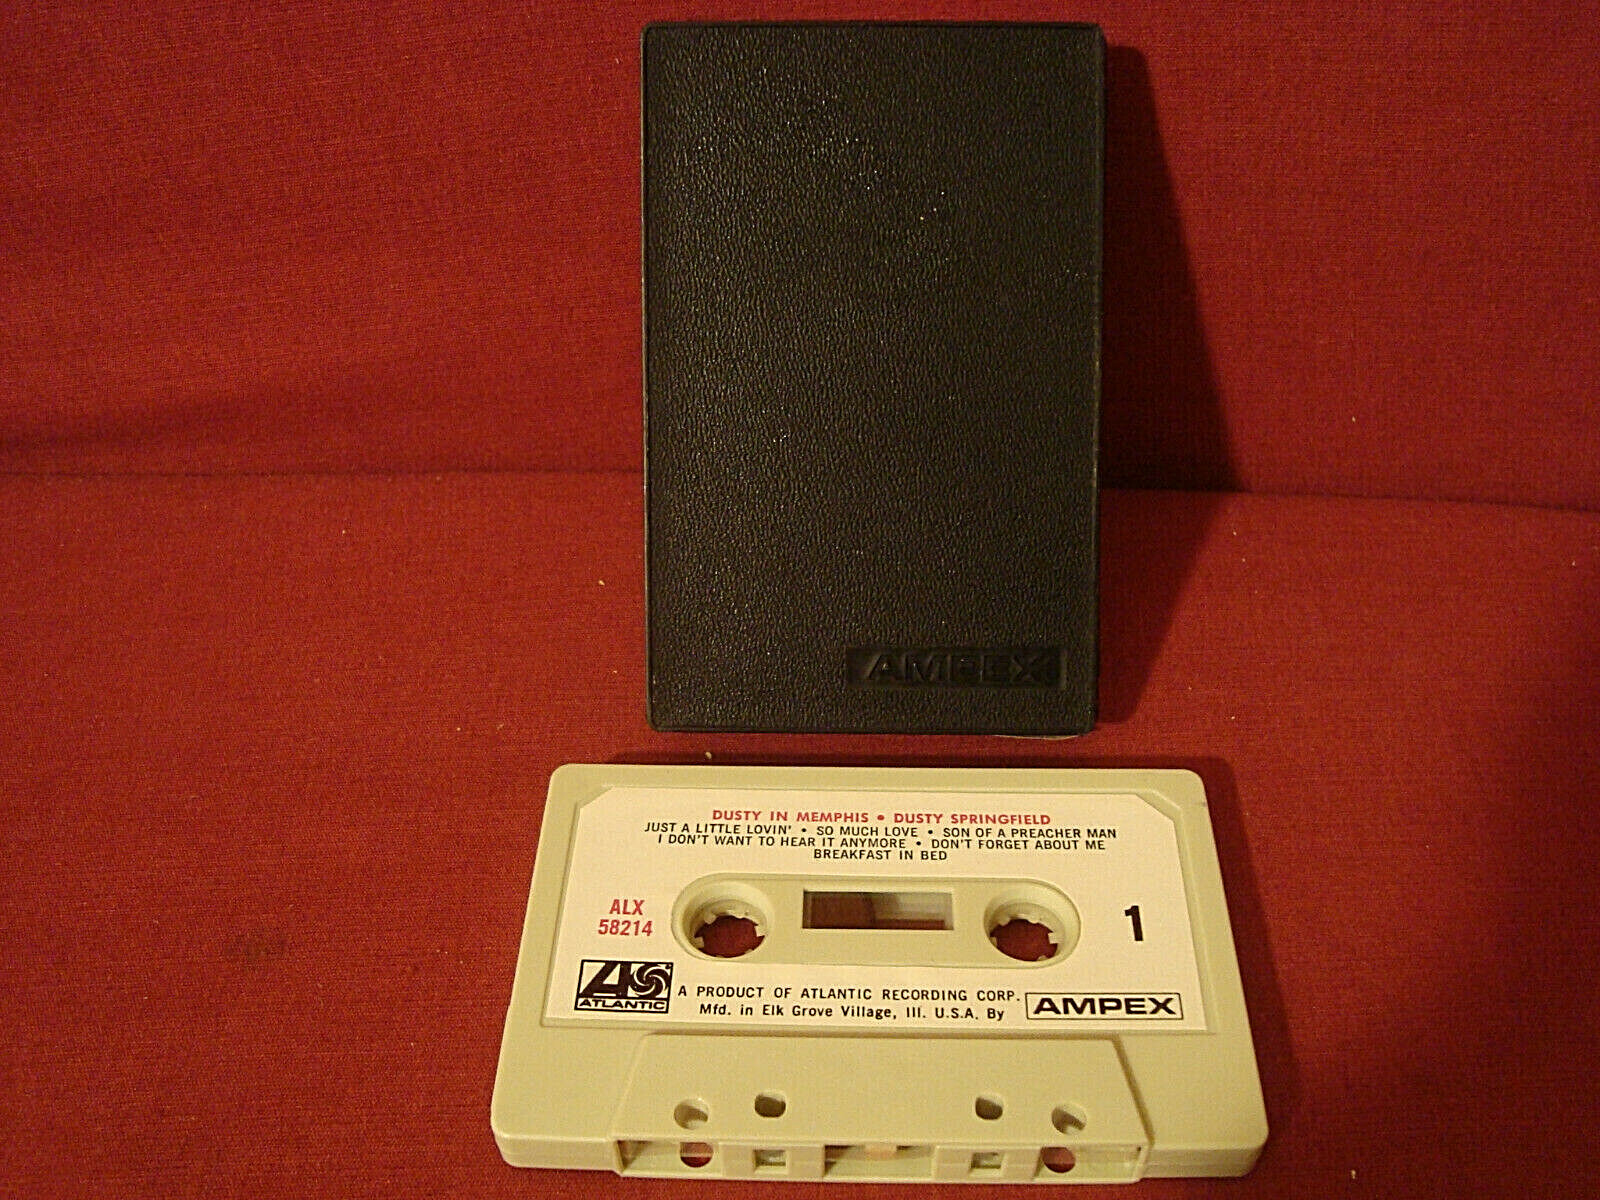 AMPEX
DUSTY IN MEMPHIS • DUSTY SPRINGFIELD
JUST A LITTLE LOVIN' • SO MUCH LOVE • SON OF A PREACHER MAN
I DON'T WANT TO HEAR IT ANYMORE • DON'T FORGET ABOUT ME
BREAKFAST IN BED
ALX
58214
1
ATLANTIC
A PRODUCT OF ATLANTIC RECORDING CORP.
Mfd. in Elk Grove Village, Ill. U.S.A. By
AMPEX